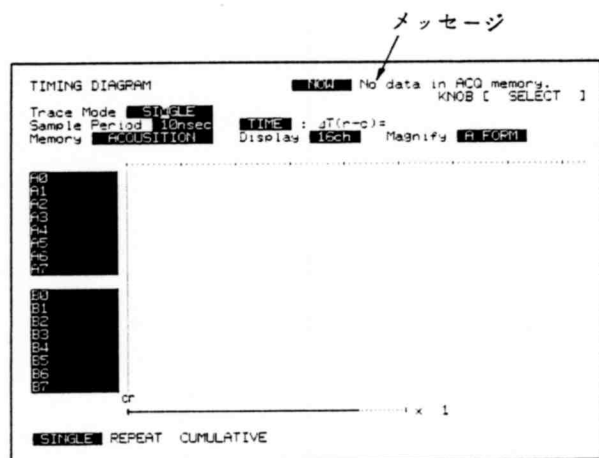 メッセージ
TIMING DIAGRAM NOW No data in ACQ memory.
KNOB [ SELECT ]
Trace Mode SINGLE
Sample Period 10nsec TIME : ΔT(r-c)=
Memory ACQUSITION Display 16ch Magnify A FORM
A0
A1
A2
A3
A4
A5
A6
A7
B0
B1
B2
B3
B4
B5
B6
B7
cr
x 1
SINGLE REPEAT CUMULATIVE